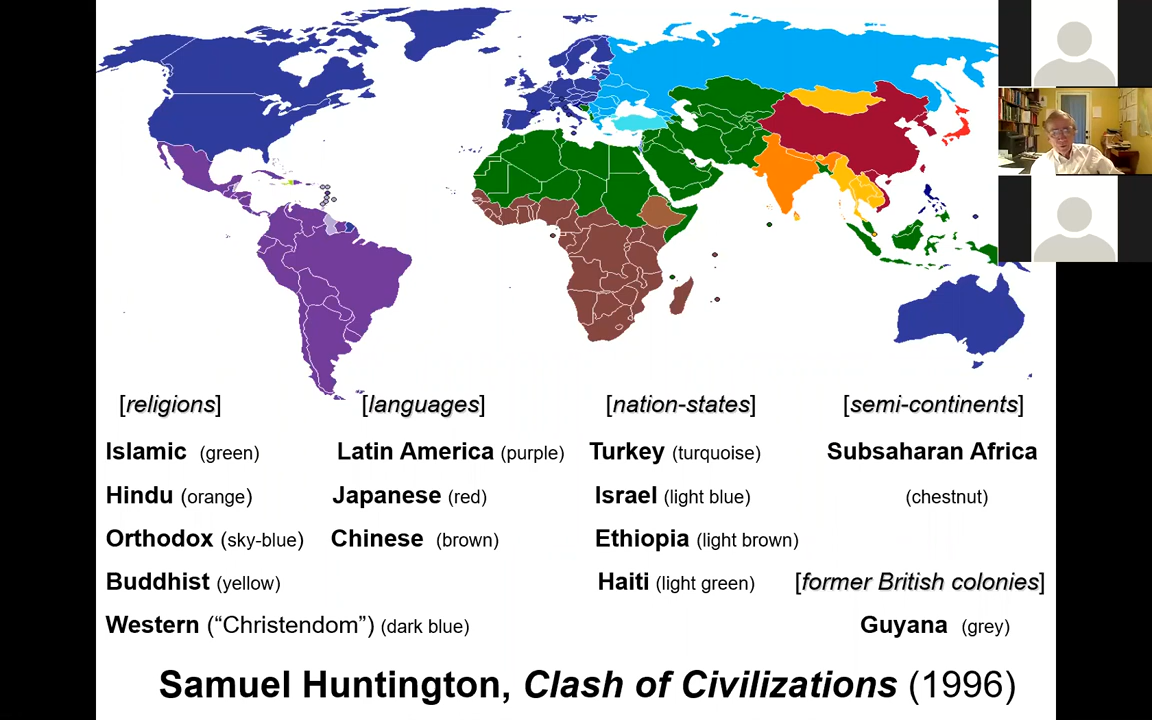 [religions] [languages] [nation-states] [semi-continents]
Islamic (green) Latin America (purple) Turkey (turquoise) Subsaharan Africa
Hindu (orange) Japanese (red) Israel (light blue) (chestnut)
Orthodox (sky-blue) Chinese (brown) Ethiopia (light brown)
Buddhist (yellow) Haiti (light green) [former British colonies]
Western (“Christendom”) (dark blue) Guyana (grey)
Samuel Huntington, Clash of Civilizations (1996)